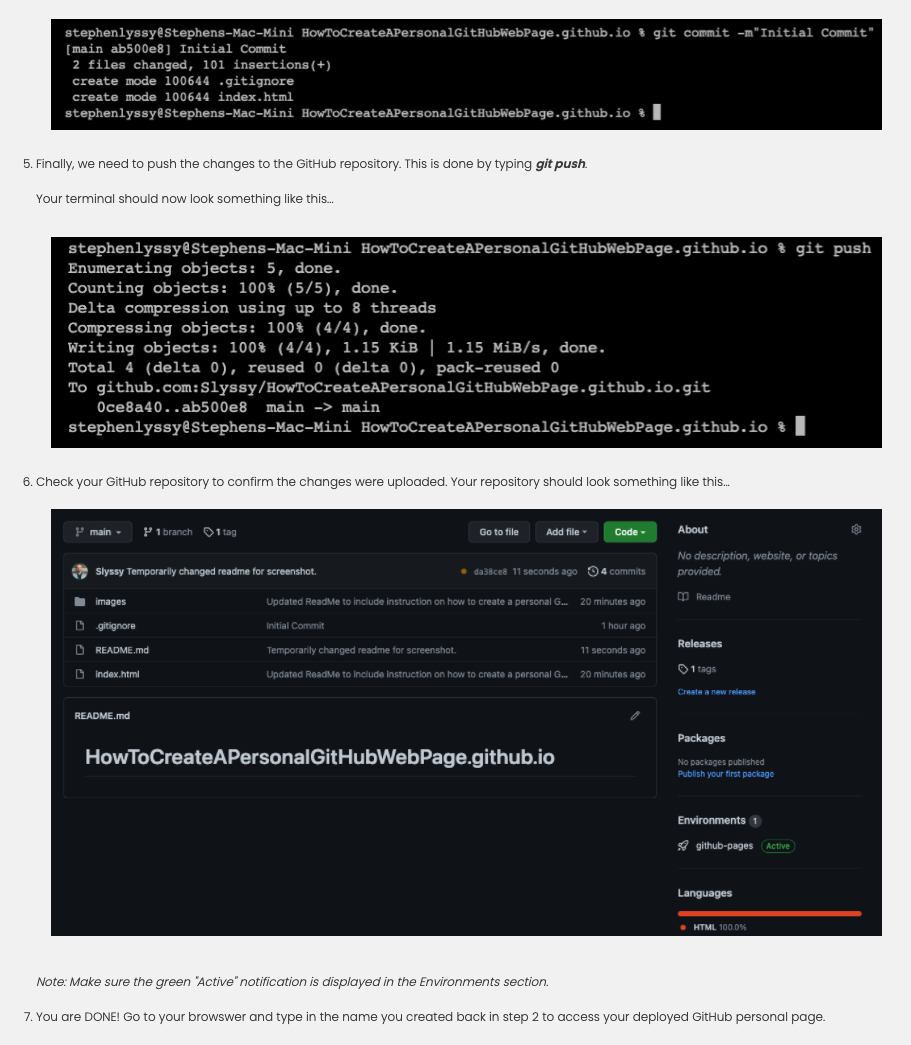 stephenlyssy@Stephens-Mac-Mini HowToCreateAPersonalGitHubWebPage.github.io % git commit -m"Initial Commit"
[main ab500e8] Initial Commit
2 files changed, 101 insertions(+)
create mode 100644 .gitignore
create mode 100644 index.html
stephenlyssy@Stephens-Mac-Mini HowToCreateAPersonalGitHubWebPage.github.io %
5. Finally, we need to push the changes to the GitHub repository. This is done by typing git push.
Your terminal should now look something like this...
stephenlyssy@Stephens-Mac-Mini HowToCreateAPersonalGitHubWebPage.github.io % git push
Enumerating objects: 5, done.
Counting objects: 100% (5/5), done.
Delta compression using up to 8 threads
Compressing objects: 100% (4/4), done.
Writing objects: 100% (4/4), 1.15 KiB | 1.15 MiB/s, done.
Total 4 (delta 0), reused 0 (delta 0), pack-reused 0
To github.com:Slyssy/HowToCreateAPersonalGitHubWebPage.github.io.git
0ce8a40..ab500e8 main -> main
stephenlyssy@Stephens-Mac-Mini HowToCreateAPersonalGitHubWebPage.github.io %
6. Check your GitHub repository to confirm the changes were uploaded. Your repository should look something like this...
main 1 branch 1 tag Go to file Add file Code
Slyssy Temporarily changed readme for screenshot. da38ce8 11 seconds ago 4 commits
images Updated ReadMe to include instruction on how to create a personal G... 20 minutes ago
.gitignore Initial Commit 1 hour ago
README.md Temporarily changed readme for screenshot. 11 seconds ago
index.html Updated ReadMe to include instruction on how to create a personal G... 20 minutes ago
README.md
HowToCreateAPersonalGitHubWebPage.github.io
About
No description, website, or topics
provided.
Readme
Releases
1 tags
Create a new release
Packages
No packages published
Publish your first package
Environments 1
github-pages Active
Languages
HTML 100.0%
Note: Make sure the green "Active" notification is displayed in the Environments section.
7. You are DONE! Go to your browswer and type in the name you created back in step 2 to access your deployed GitHub personal page.